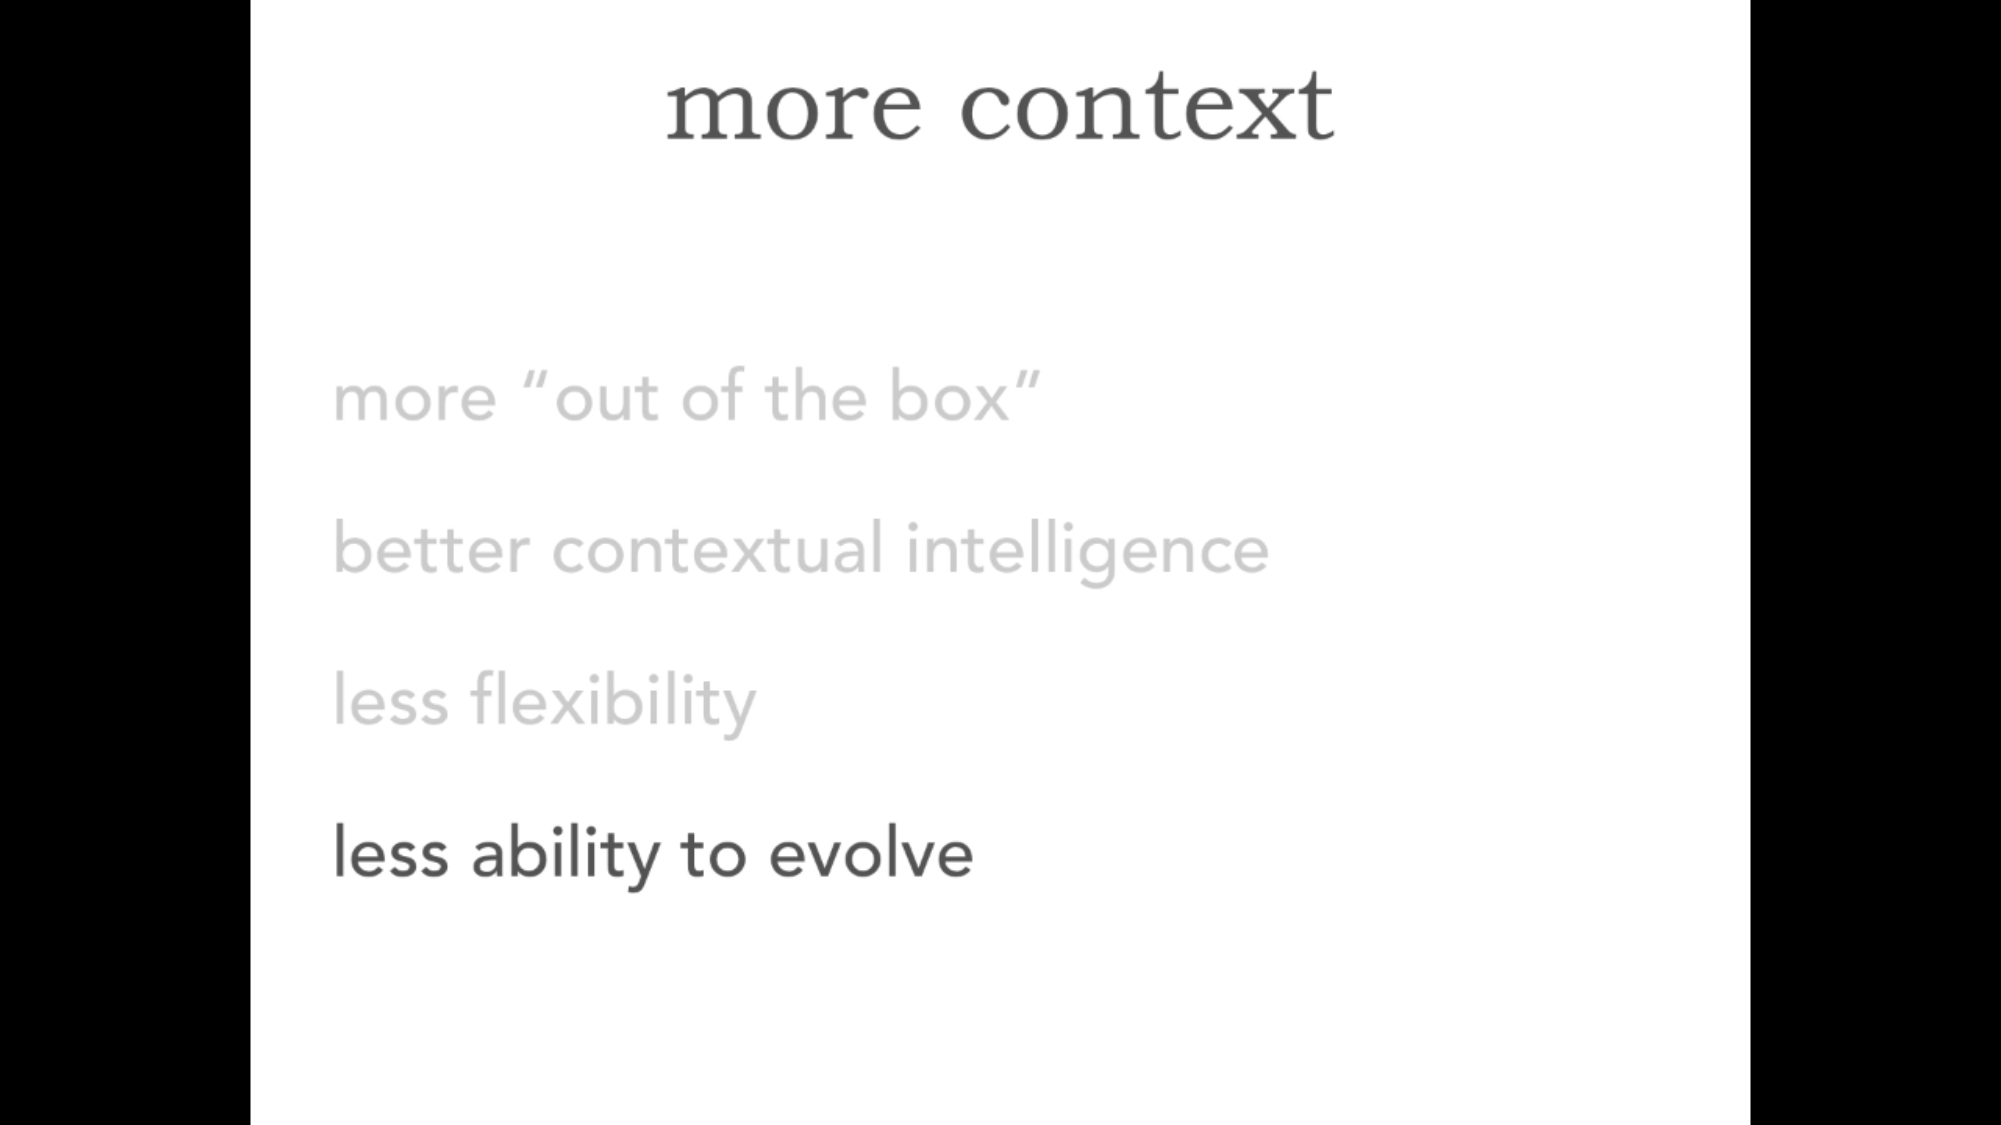 more context
more “out of the box”
better contextual intelligence
less flexibility
less ability to evolve